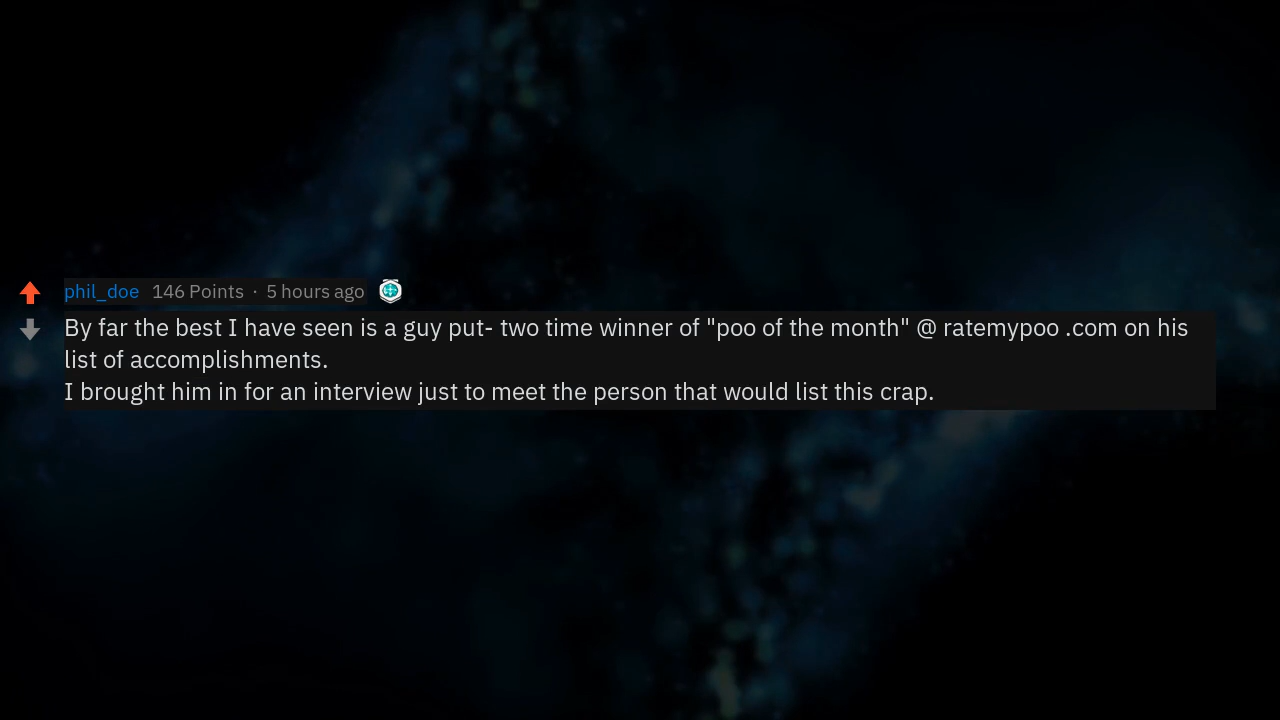 phil_doe 146 Points · 5 hours ago
By far the best I have seen is a guy put- two time winner of "poo of the month" @ ratemypoo .com on his
list of accomplishments.
I brought him in for an interview just to meet the person that would list this crap.